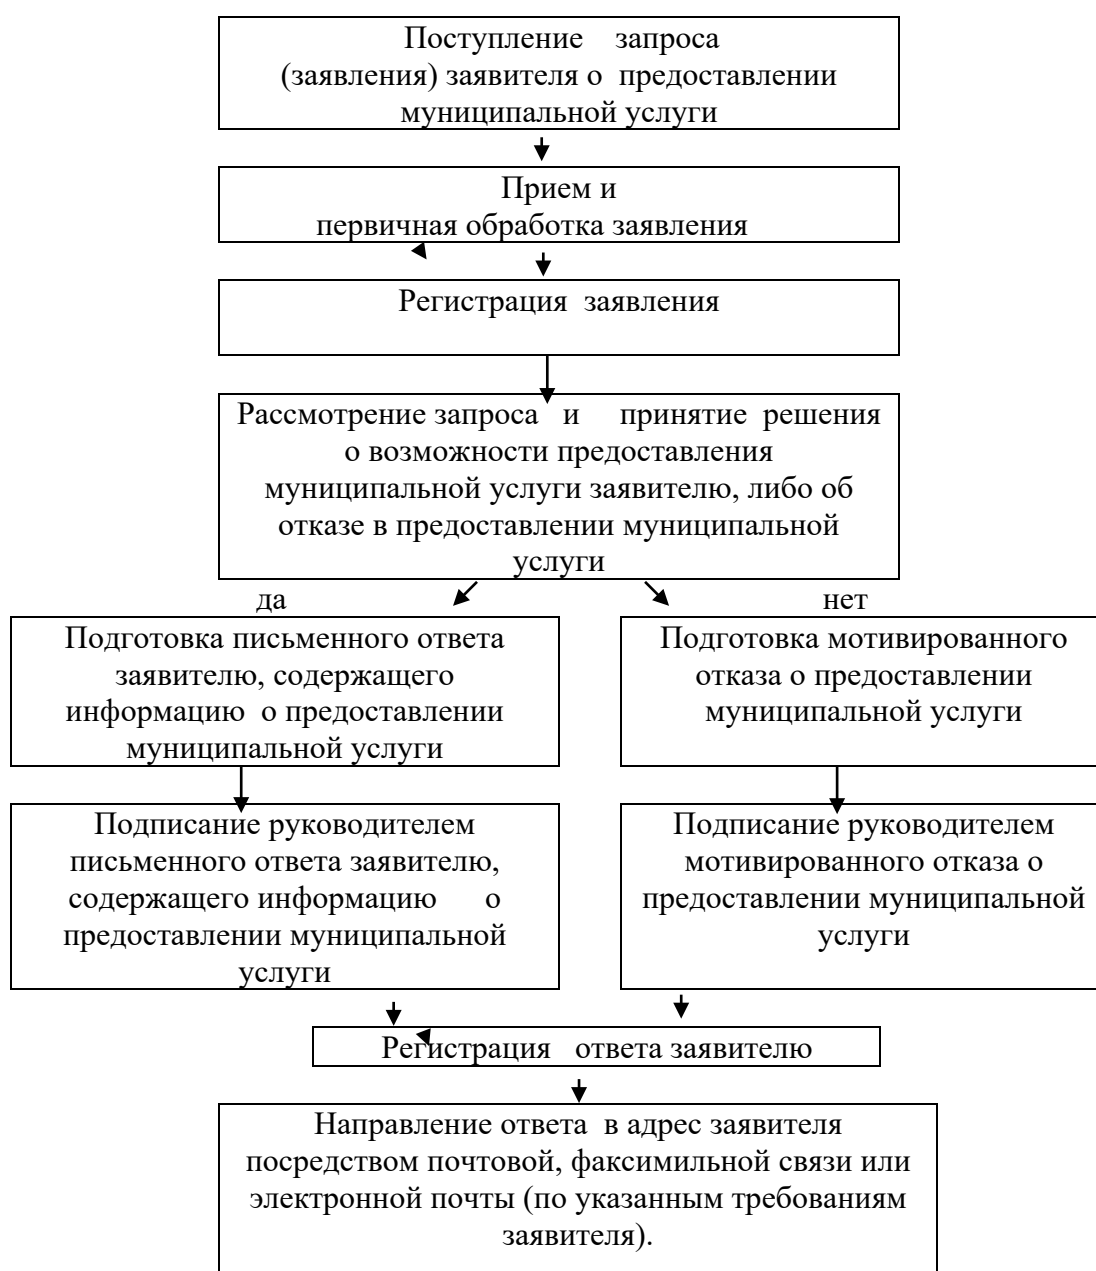 Поступление запроса
(заявления) заявителя о предоставлении
муниципальной услуги
Прием и
первичная обработка заявления
Регистрация заявления
Рассмотрение запроса и принятие решения
о возможности предоставления
муниципальной услуги заявителю, либо об
отказе в предоставлении муниципальной
услуги
да
нет
Подготовка письменного ответа
заявителю, содержащего
информацию о предоставлении
муниципальной услуги
Подготовка мотивированного
отказа о предоставлении
муниципальной услуги
Подписание руководителем
письменного ответа заявителю,
содержащего информацию о
предоставлении муниципальной
услуги
Подписание руководителем
мотивированного отказа о
предоставлении муниципальной
услуги
Регистрация ответа заявителю
Направление ответа в адрес заявителя
посредством почтовой, факсимильной связи или
электронной почты (по указанным требованиям
заявителя).